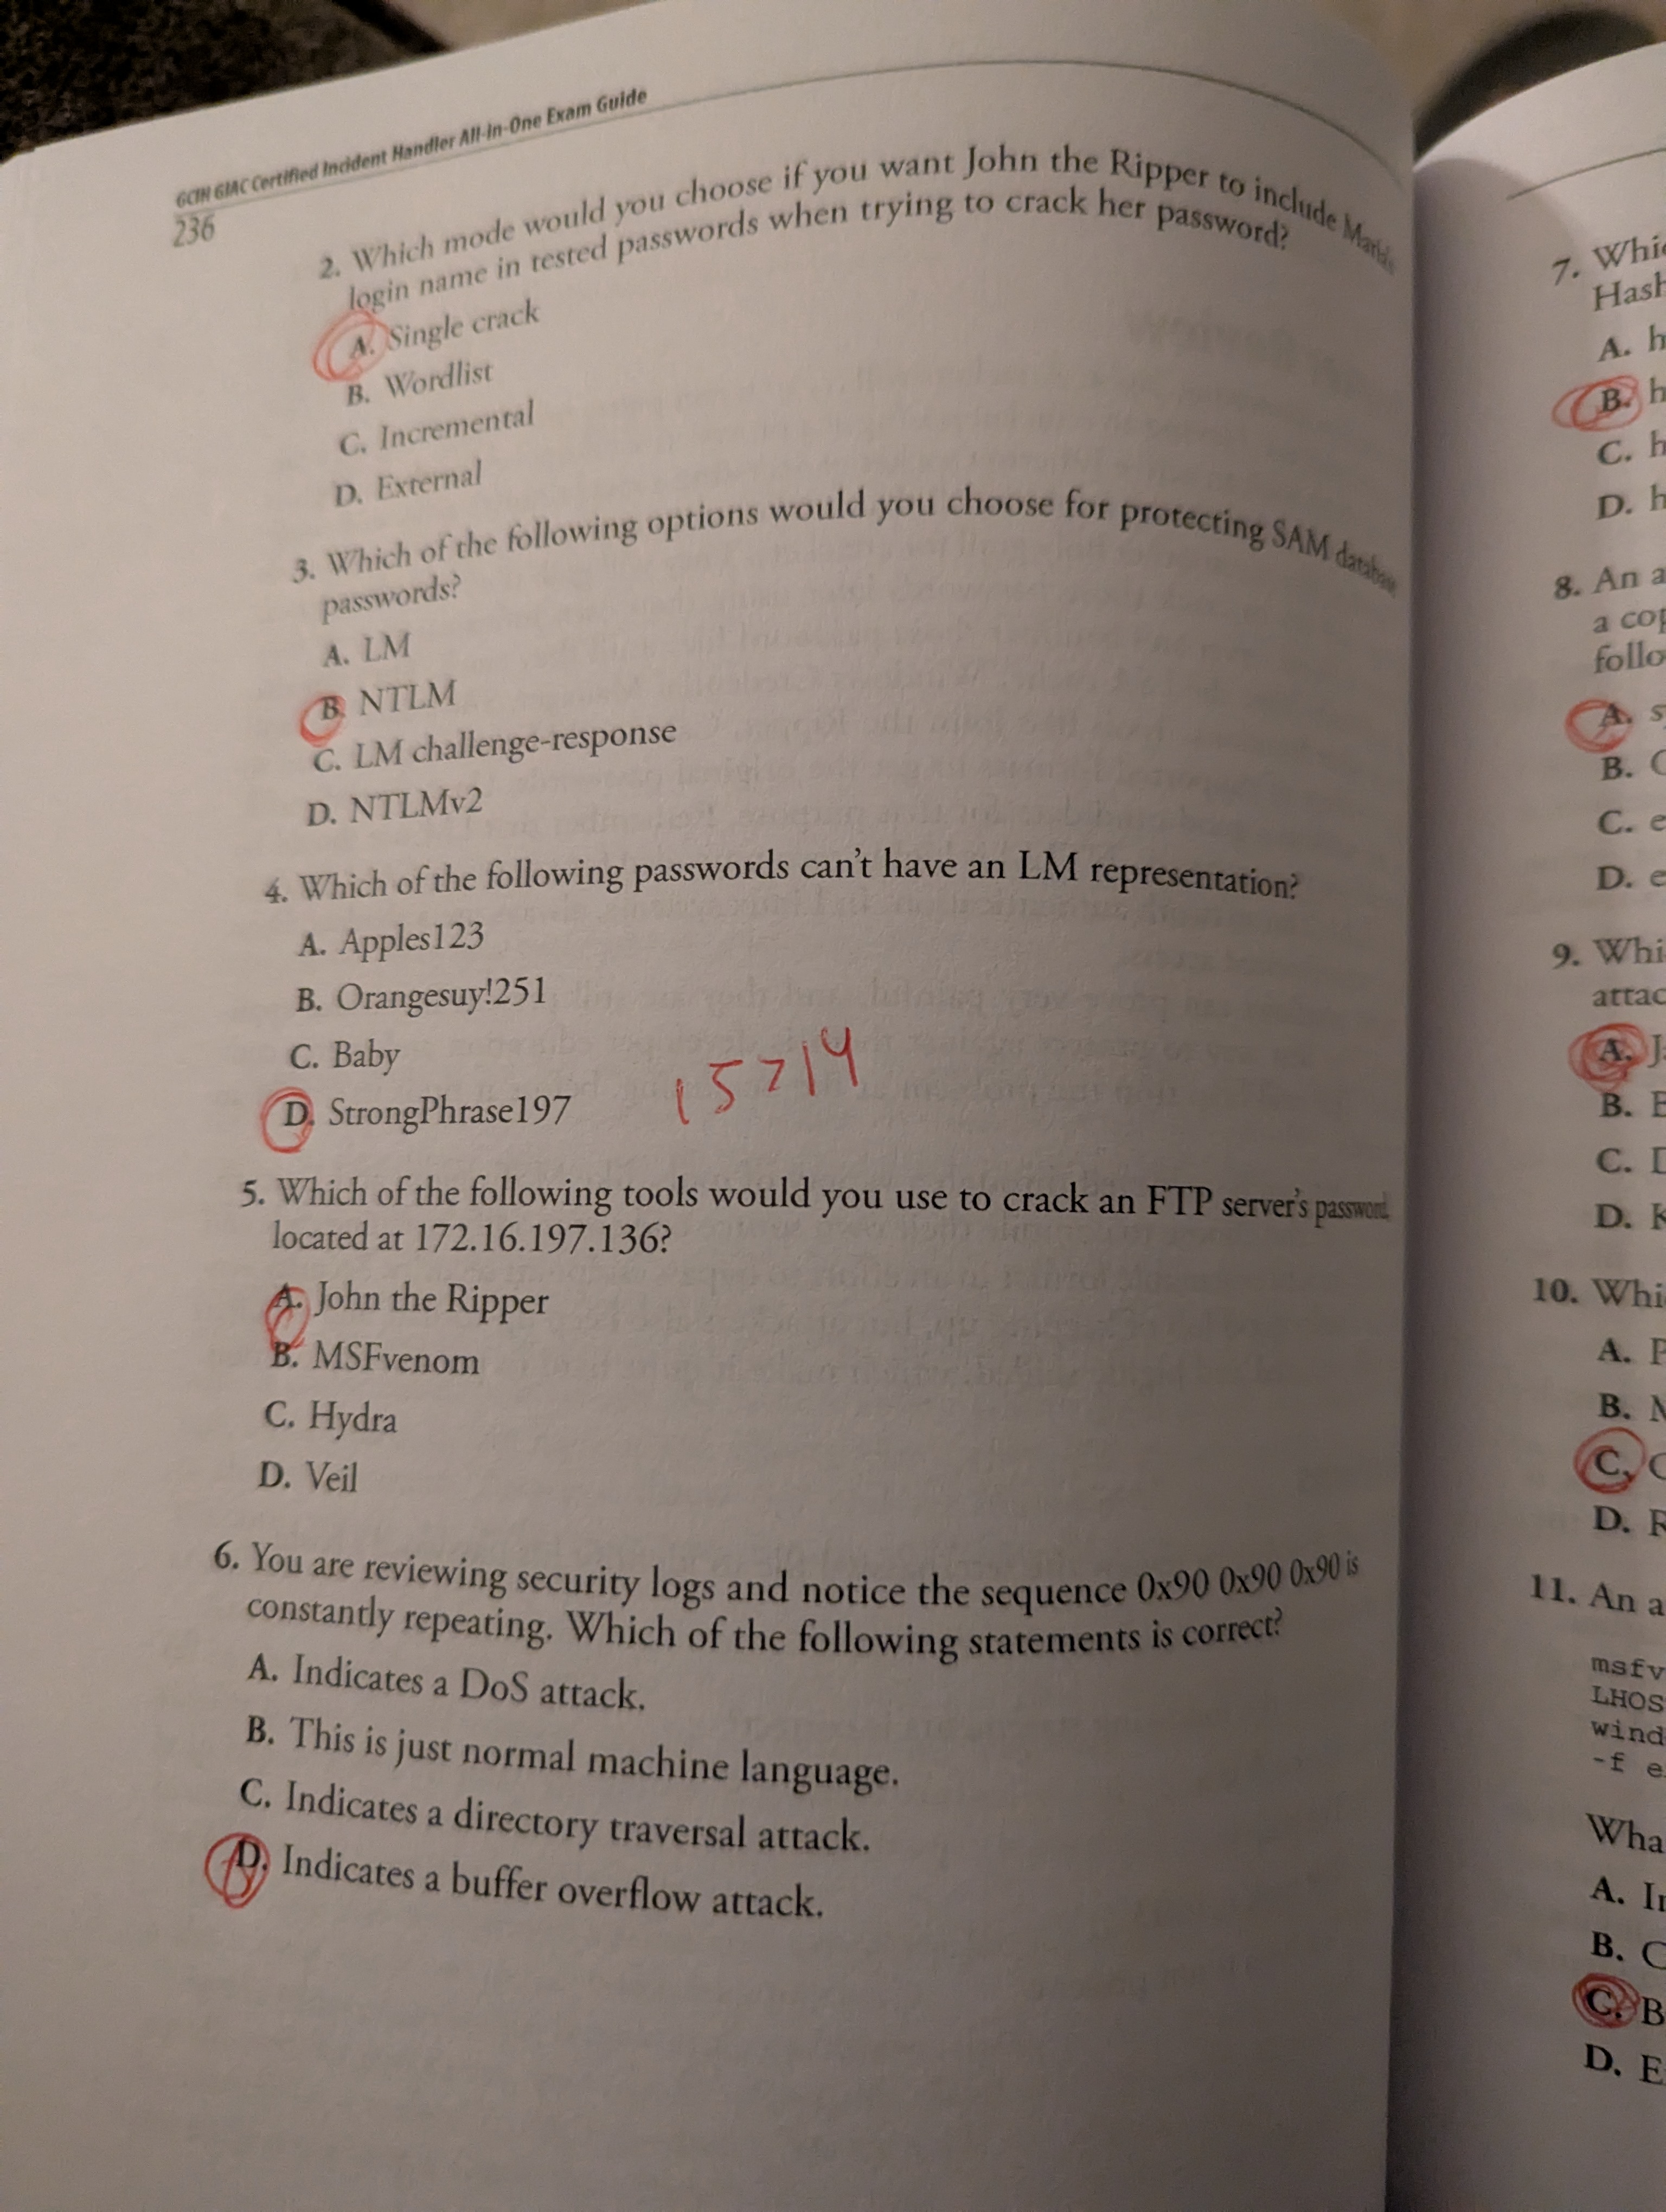 GCIH GIAC Certified Incident Handler All-in-One Exam Guide
236
2. Which mode would you choose if you want John the Ripper to include Maria's
login name in tested passwords when trying to crack her password?
A. Single crack
B. Wordlist
C. Incremental
D. External
3. Which of the following options would you choose for protecting SAM database
passwords?
A. LM
B. NTLM
C. LM challenge-response
D. NTLMv2
4. Which of the following passwords can't have an LM representation?
A. Apples123
B. Orangesuy!251
C. Baby
D. StrongPhrase197
15>14
5. Which of the following tools would you use to crack an FTP server's password
located at 172.16.197.136?
A. John the Ripper
B. MSFvenom
C. Hydra
D. Veil
6. You are reviewing security logs and notice the sequence 0x90 0x90 0x90 is
constantly repeating. Which of the following statements is correct?
A. Indicates a DoS attack.
B. This is just normal machine language.
C. Indicates a directory traversal attack.
D. Indicates a buffer overflow attack.
7. Whi
Hash
A. h
B. h
C. h
D. h
8. An a
a cop
follo
A. s
B.
C. e
D. e
9. Whi
attac
A. J
B.
C.
D. K
10. Whi
A. P
B.
C.
D.
11. An a
msfv
LHOS
wind
-f e
Wha
A. I
B. C
C. B
D. E